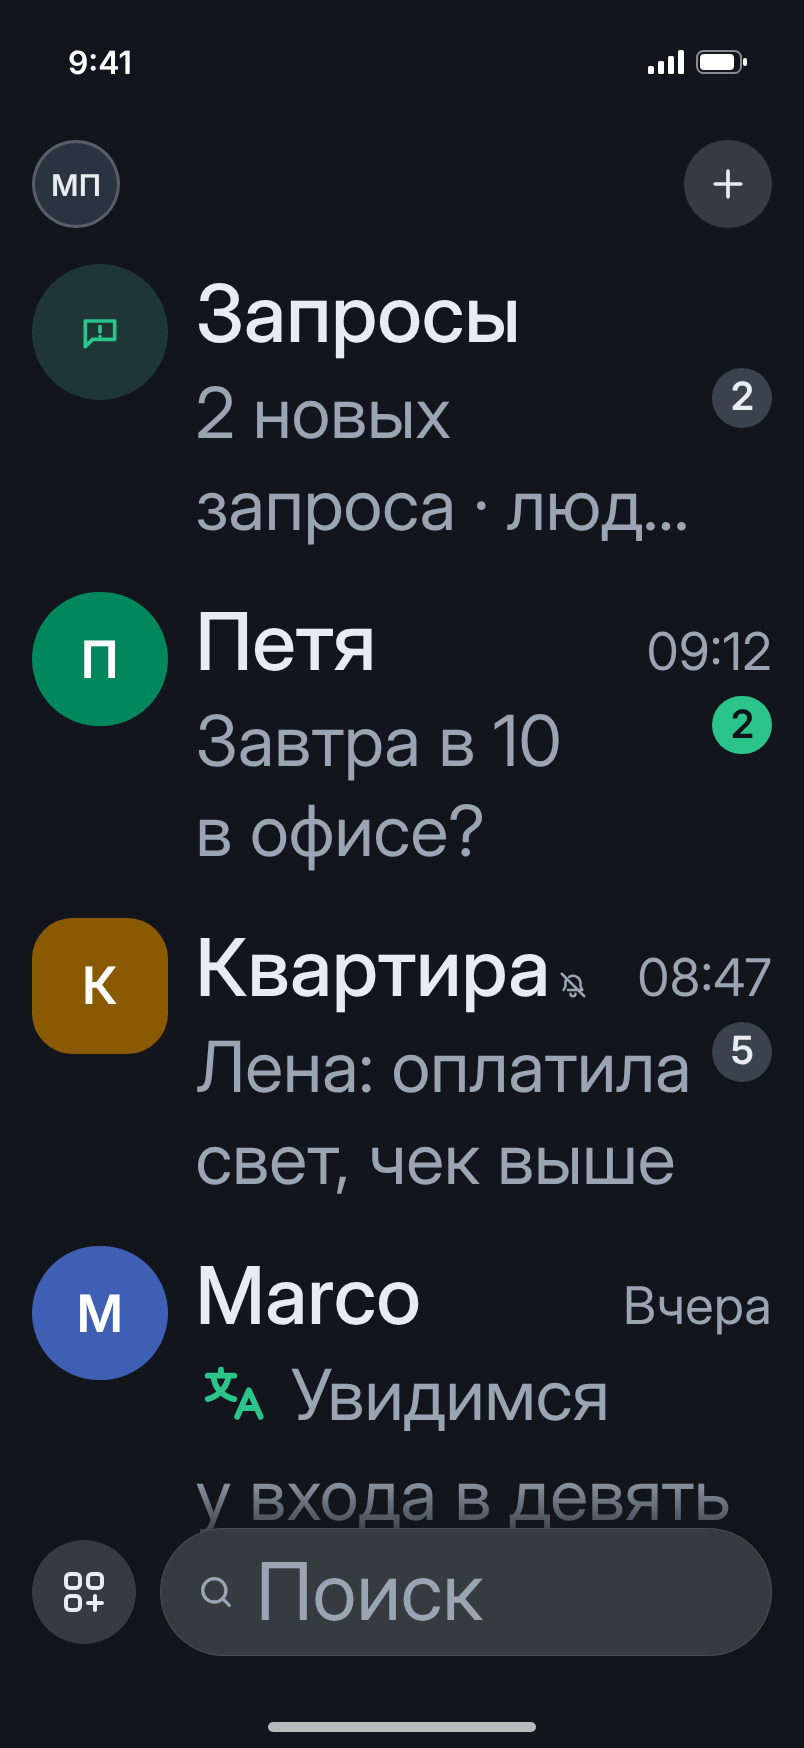 9:41
МП
Запросы
2 новых
2
запроса · люд...
П
Петя
09:12
Завтра в 10
2
в офисе?
К
Квартира
08:47
Лена: оплатила
5
свет, чек выше
M
Marco
Вчера
Увидимся
у входа в девять
Поиск